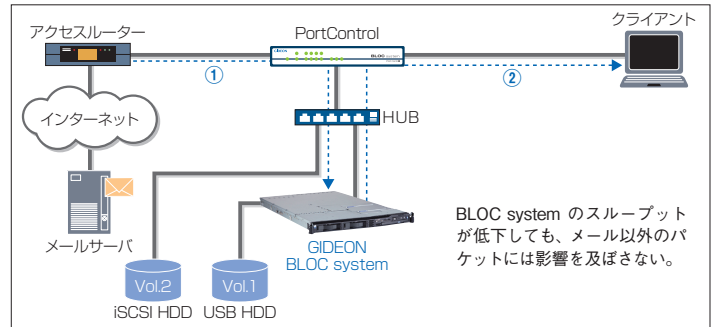 アクセスルーター
PortControl
クライアント
BLOC system
①
②
インターネット
HUB
メールサーバ
GIDEON
BLOC system
Vol.2
Vol.1
iSCSI HDD
USB HDD
BLOC system のスループット
が低下しても、メール以外のパ
ケットには影響を及ぼさない。